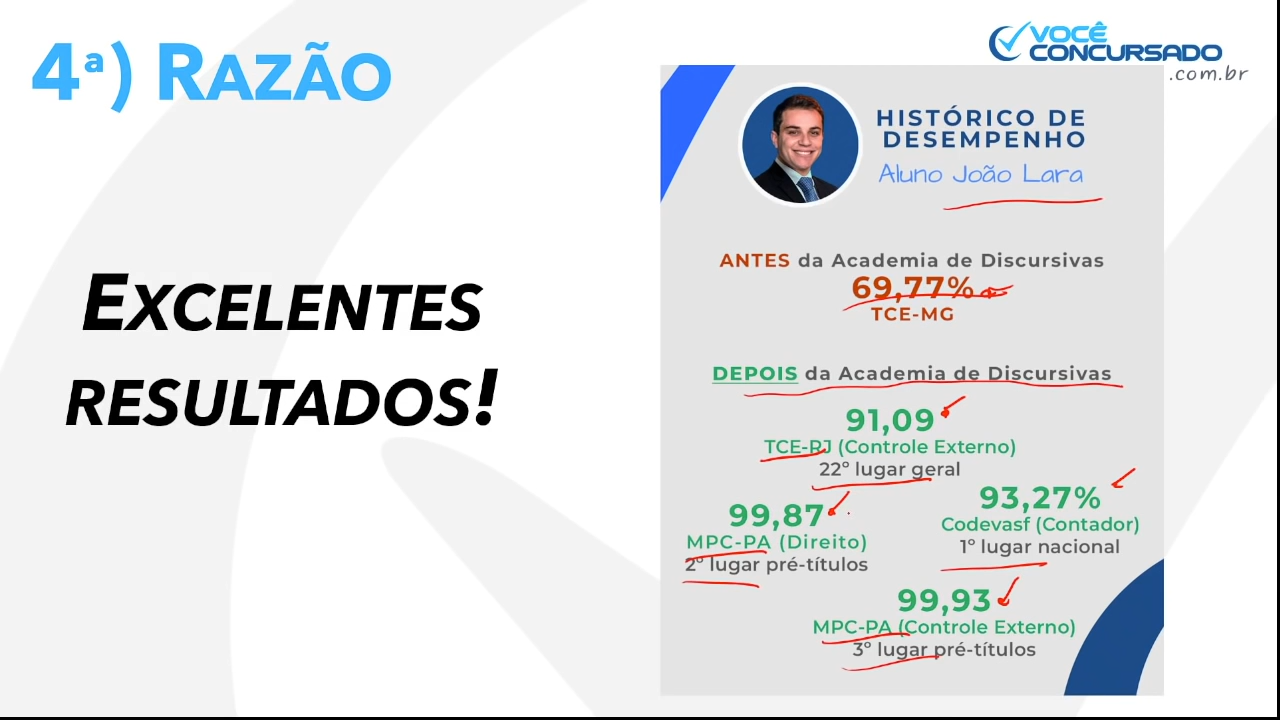 4ª) RAZÃO
VOCÊ
CONCURSADO
.com.br
EXCELENTES
RESULTADOS!
HISTÓRICO DE
DESEMPENHO
Aluno João Lara
ANTES da Academia de Discursivas
69,77%
TCE-MG
DEPOIS da Academia de Discursivas
91,09
TCE-RJ (Controle Externo)
22º lugar geral
99,87
MPC-PA (Direito)
2º lugar pré-títulos
93,27%
Codevasf (Contador)
1º lugar nacional
99,93
MPC-PA (Controle Externo)
3º lugar pré-títulos